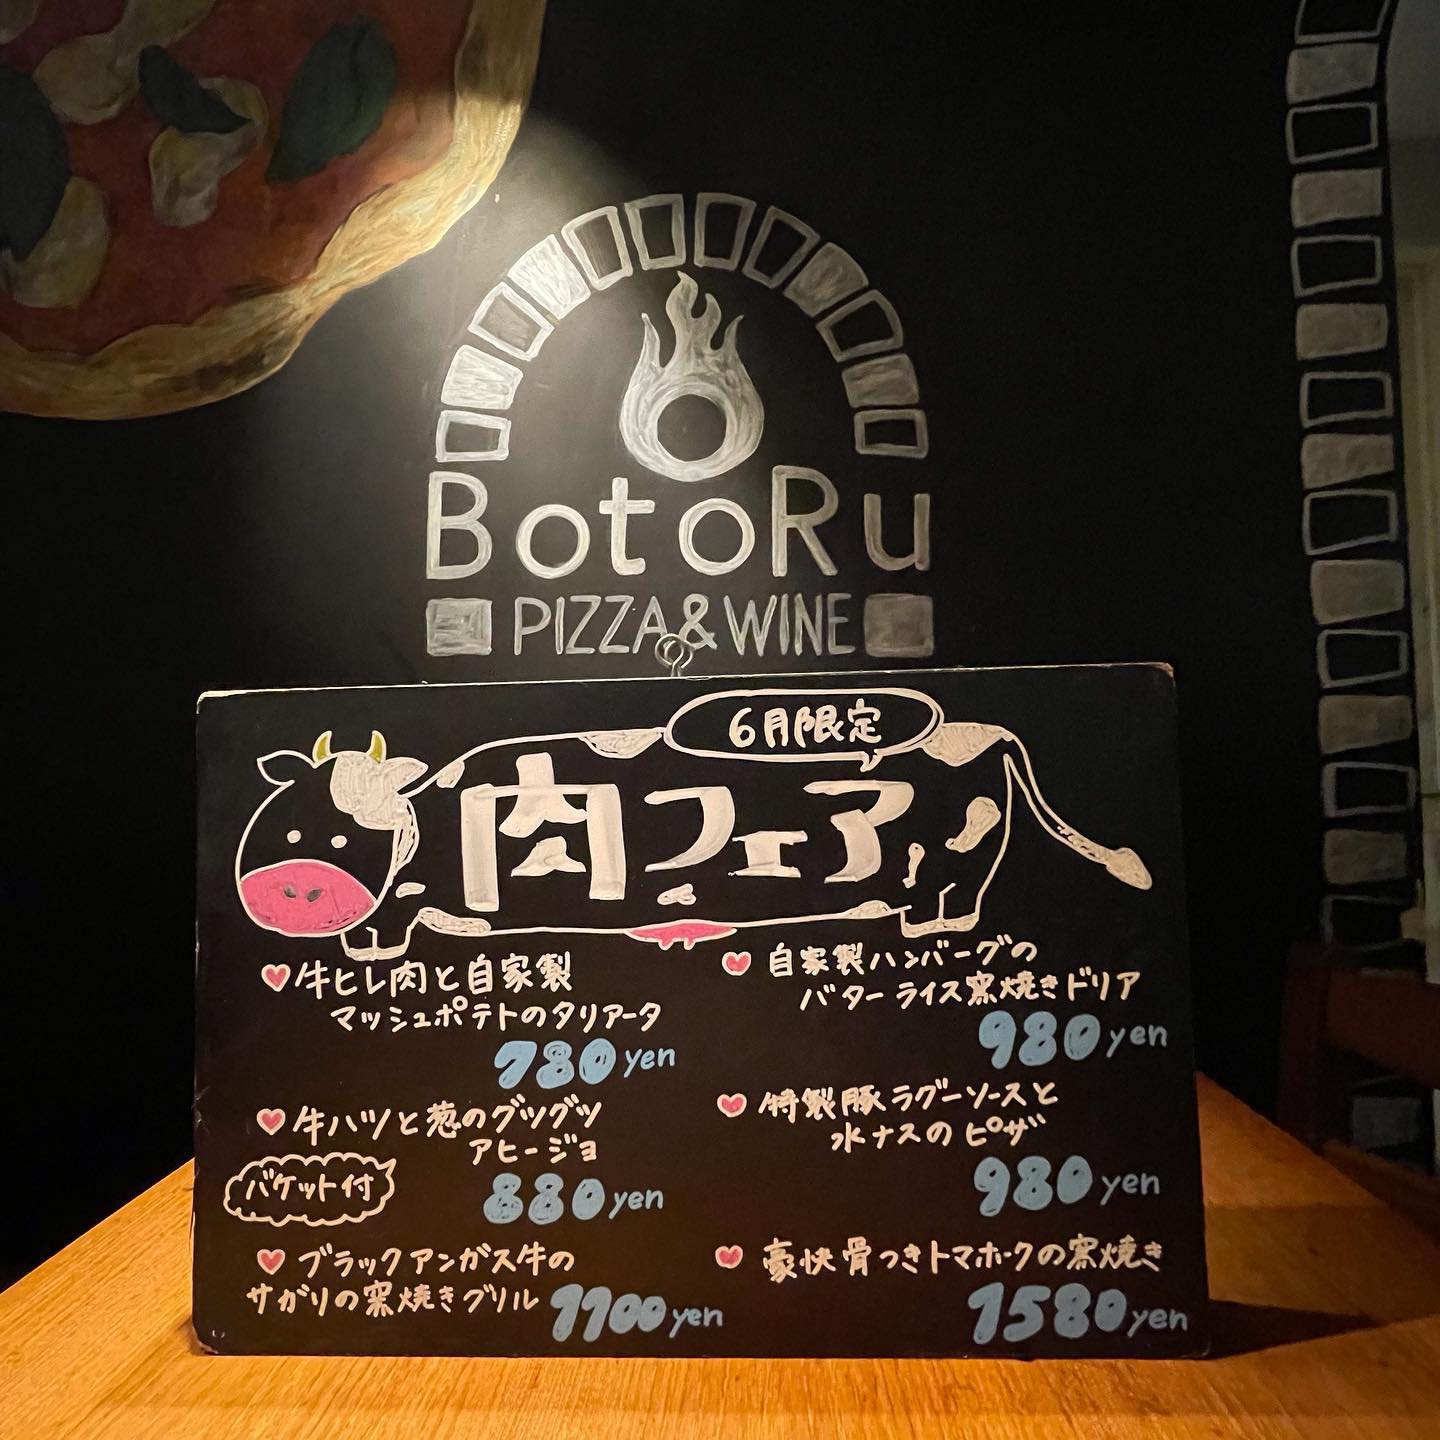 BotoRu
PIZZA & WINE
6月限定
肉フェア
♥牛ヒレ肉と自家製
マッシュポテトのタリアータ
780yen
♥牛ハツと葱のグツグツ
アヒージョ
バケット付
880yen
♥ブラックアンガス牛の
サガリの窯焼きグリル 1100yen
♥自家製ハンバーグの
バターライス窯焼きドリア
980yen
♥特製豚ラグーソースと
水ナスのピザ
980yen
♥豪快骨つきトマホークの窯焼き
1580yen